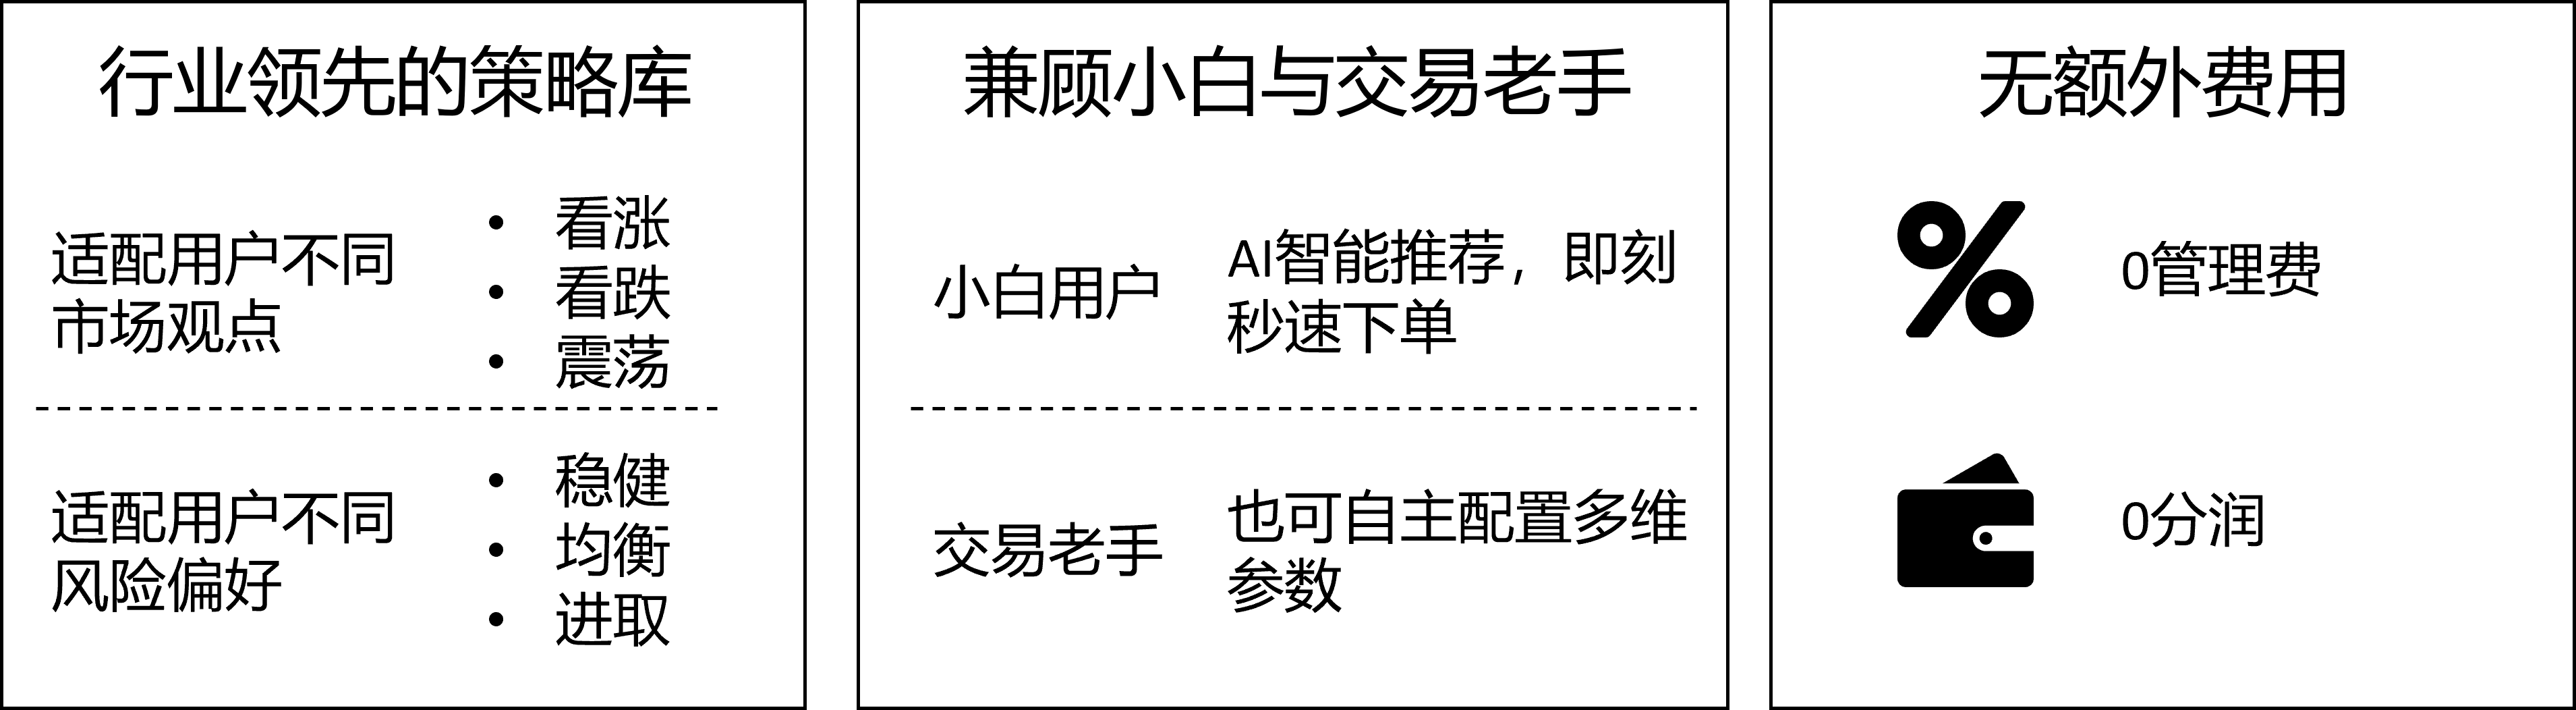 行业领先的策略库
适配用户不同
市场观点
• 看涨
• 看跌
• 震荡
适配用户不同
风险偏好
• 稳健
• 均衡
• 进取
兼顾小白与交易老手
小白用户
AI智能推荐，即刻
秒速下单
交易老手
也可自主配置多维
参数
无额外费用
0管理费
0分润